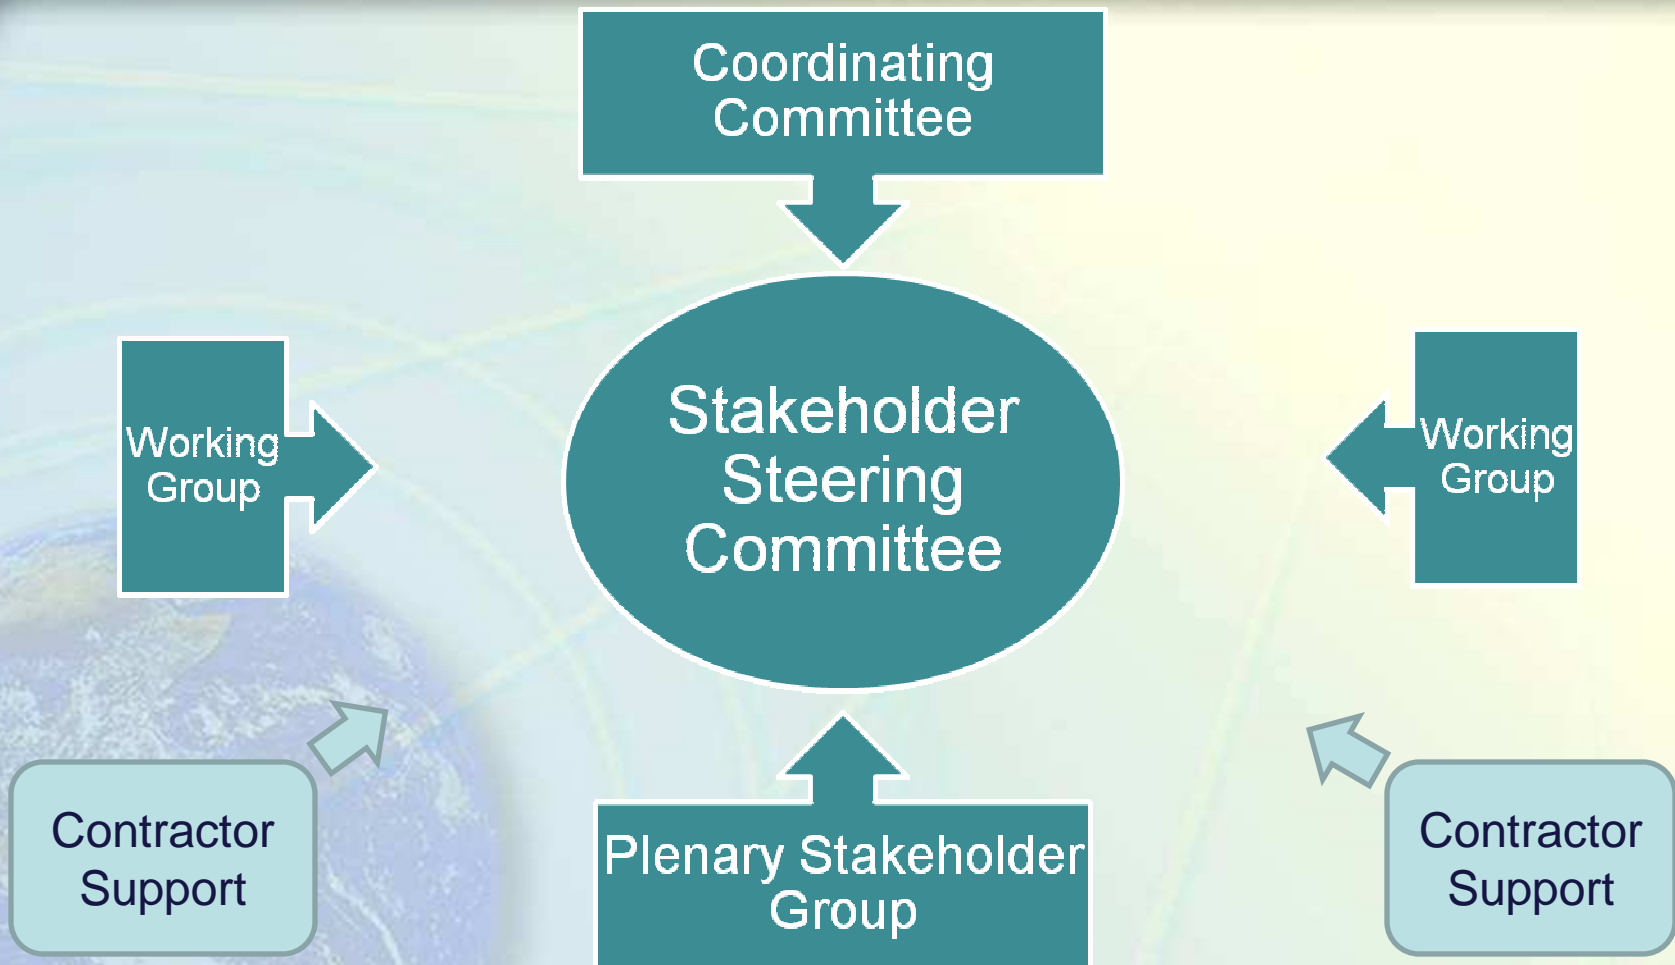 Coordinating
Committee
Stakeholder
Steering
Committee
Working
Group
Working
Group
Contractor
Support
Plenary Stakeholder
Group
Contractor
Support